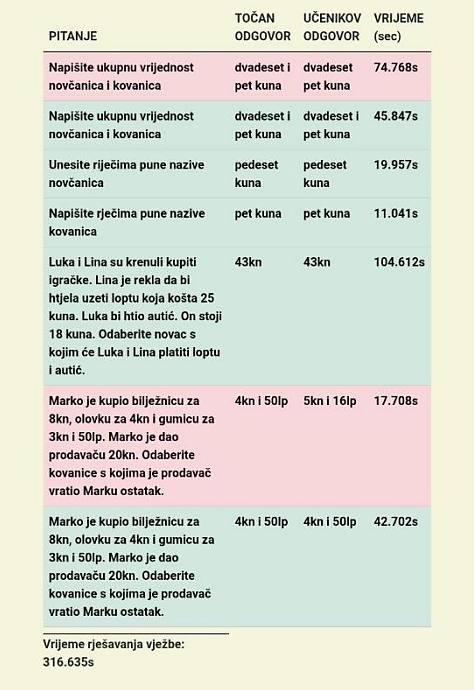 PITANJE TOČAN ODGOVOR UČENIKOV ODGOVOR VRIJEME (sec)
Napišite ukupnu vrijednost dvadeset i dvadeset 74.768s
novčanica i kovanica pet kuna pet kuna
Napišite ukupnu vrijednost dvadeset i dvadeset i 45.847s
novčanica i kovanica pet kuna pet kuna
Unesite riječima pune nazive pedeset pedeset 19.957s
novčanica kuna kuna
Napišite rječima pune nazive pet kuna pet kuna 11.041s
kovanica
Luka i Lina su krenuli kupiti 43kn 43kn 104.612s
igračke. Lina je rekla da bi
htjela uzeti loptu koja košta 25
kuna. Luka bi htio autić. On stoji
18 kuna. Odaberite novac s
kojim će Luka i Lina platiti loptu
i autić.
Marko je kupio bilježnicu za 4kn i 50lp 5kn i 16lp 17.708s
8kn, olovku za 4kn i gumicu za
3kn i 50lp. Marko je dao
prodavaču 20kn. Odaberite
kovanice s kojima je prodavač
vratio Marku ostatak.
Marko je kupio bilježnicu za 4kn i 50lp 4kn i 50lp 42.702s
8kn, olovku za 4kn i gumicu za
3kn i 50lp. Marko je dao
prodavaču 20kn. Odaberite
kovanice s kojima je prodavač
vratio Marku ostatak.
Vrijeme rješavanja vježbe:
316.635s